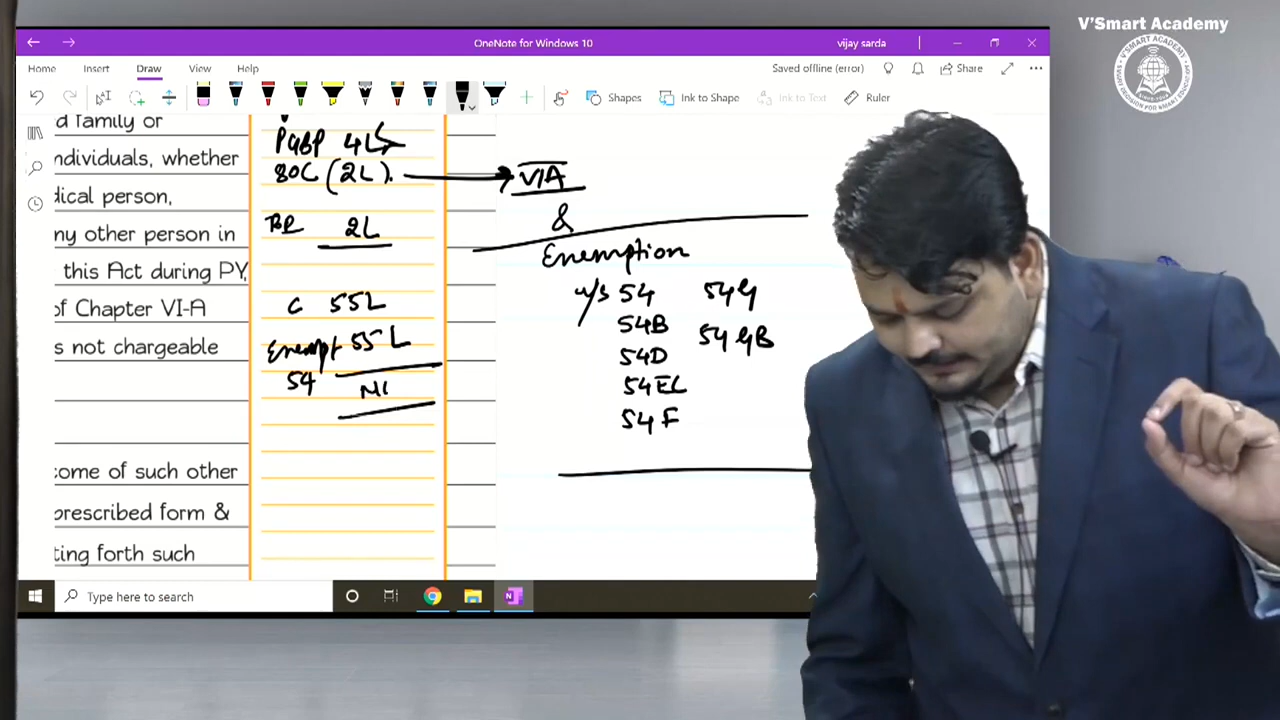 V'Smart Academy
V'SMART ACADEMY
OneNote for Windows 10
vijay sarda
Home Insert Draw View Help
Saved offline (error) Share
Shapes Ink to Shape Ink to Text Ruler
d family or
ndividuals, whether
dical person,
ny other person in
this Act during PY,
of Chapter VI-A
s not chargeable
come of such other
prescribed form &
ting forth such
PGBP 4L
80C (2L).
2L
C 55L
Exempt 55L
54 NIL
VIA
&
Exemption
u/s 54 54G
54B 54GB
54D
54EC
54F
Type here to search